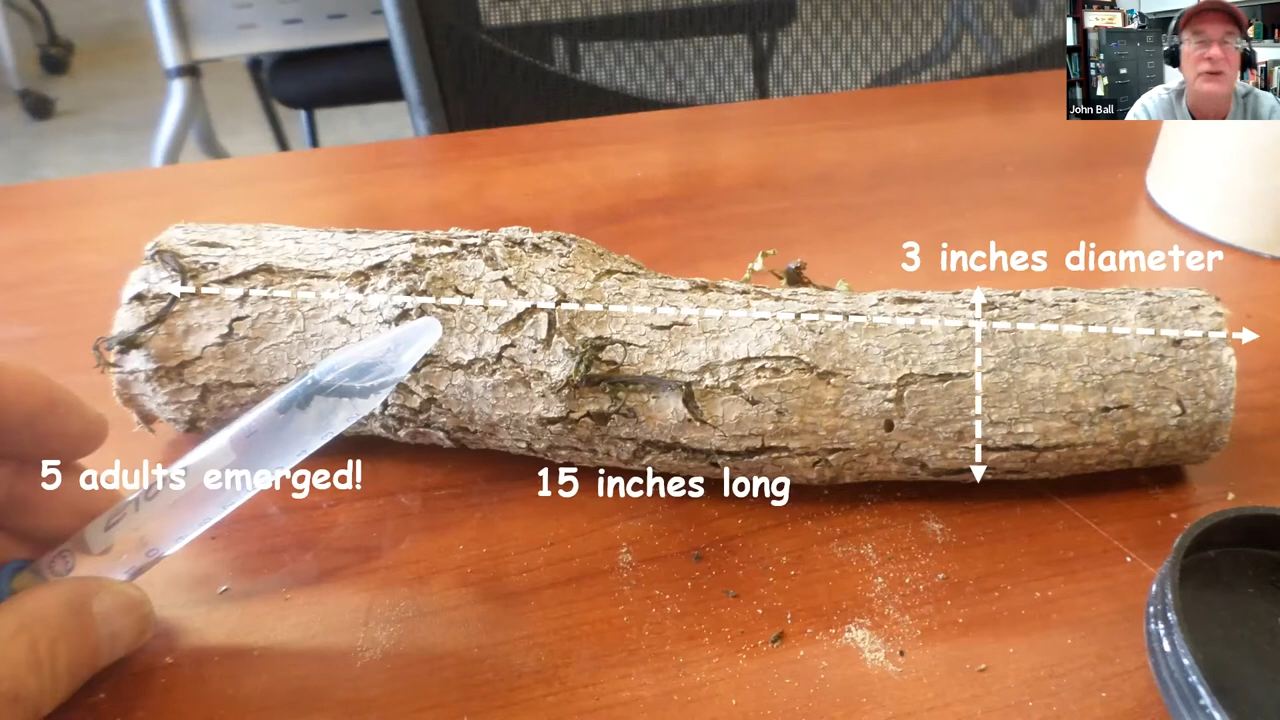 John Ball
3 inches diameter
5 adults emerged!
15 inches long